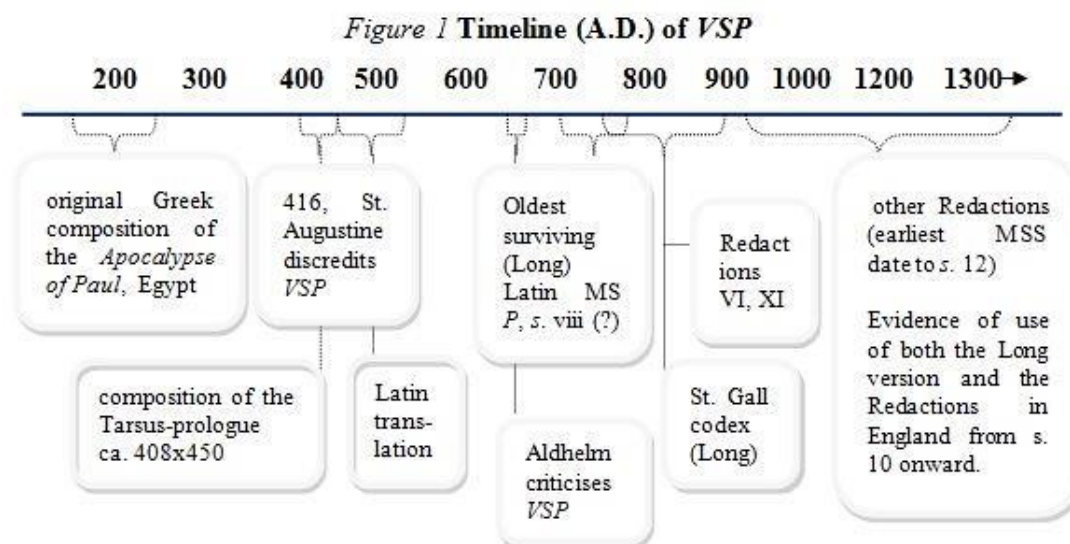 Figure 1 Timeline (A.D.) of VSP
200 300 400 500 600 700 800 900 1000 1200 1300
original Greek
composition of
the Apocalypse
of Paul, Egypt
416, St.
Augustine
discredits
VSP
Oldest
surviving
(Long)
Latin MS
P, s. viii (?)
Redact
ions
VI, XI
other Redactions
(earliest MSS
date to s. 12)
Evidence of use
of both the Long
version and the
Redactions in
England from s.
10 onward.
composition of the
Tarsus-prologue
ca. 408x450
Latin
trans-
lation
Aldhelm
criticises
VSP
St. Gall
codex
(Long)